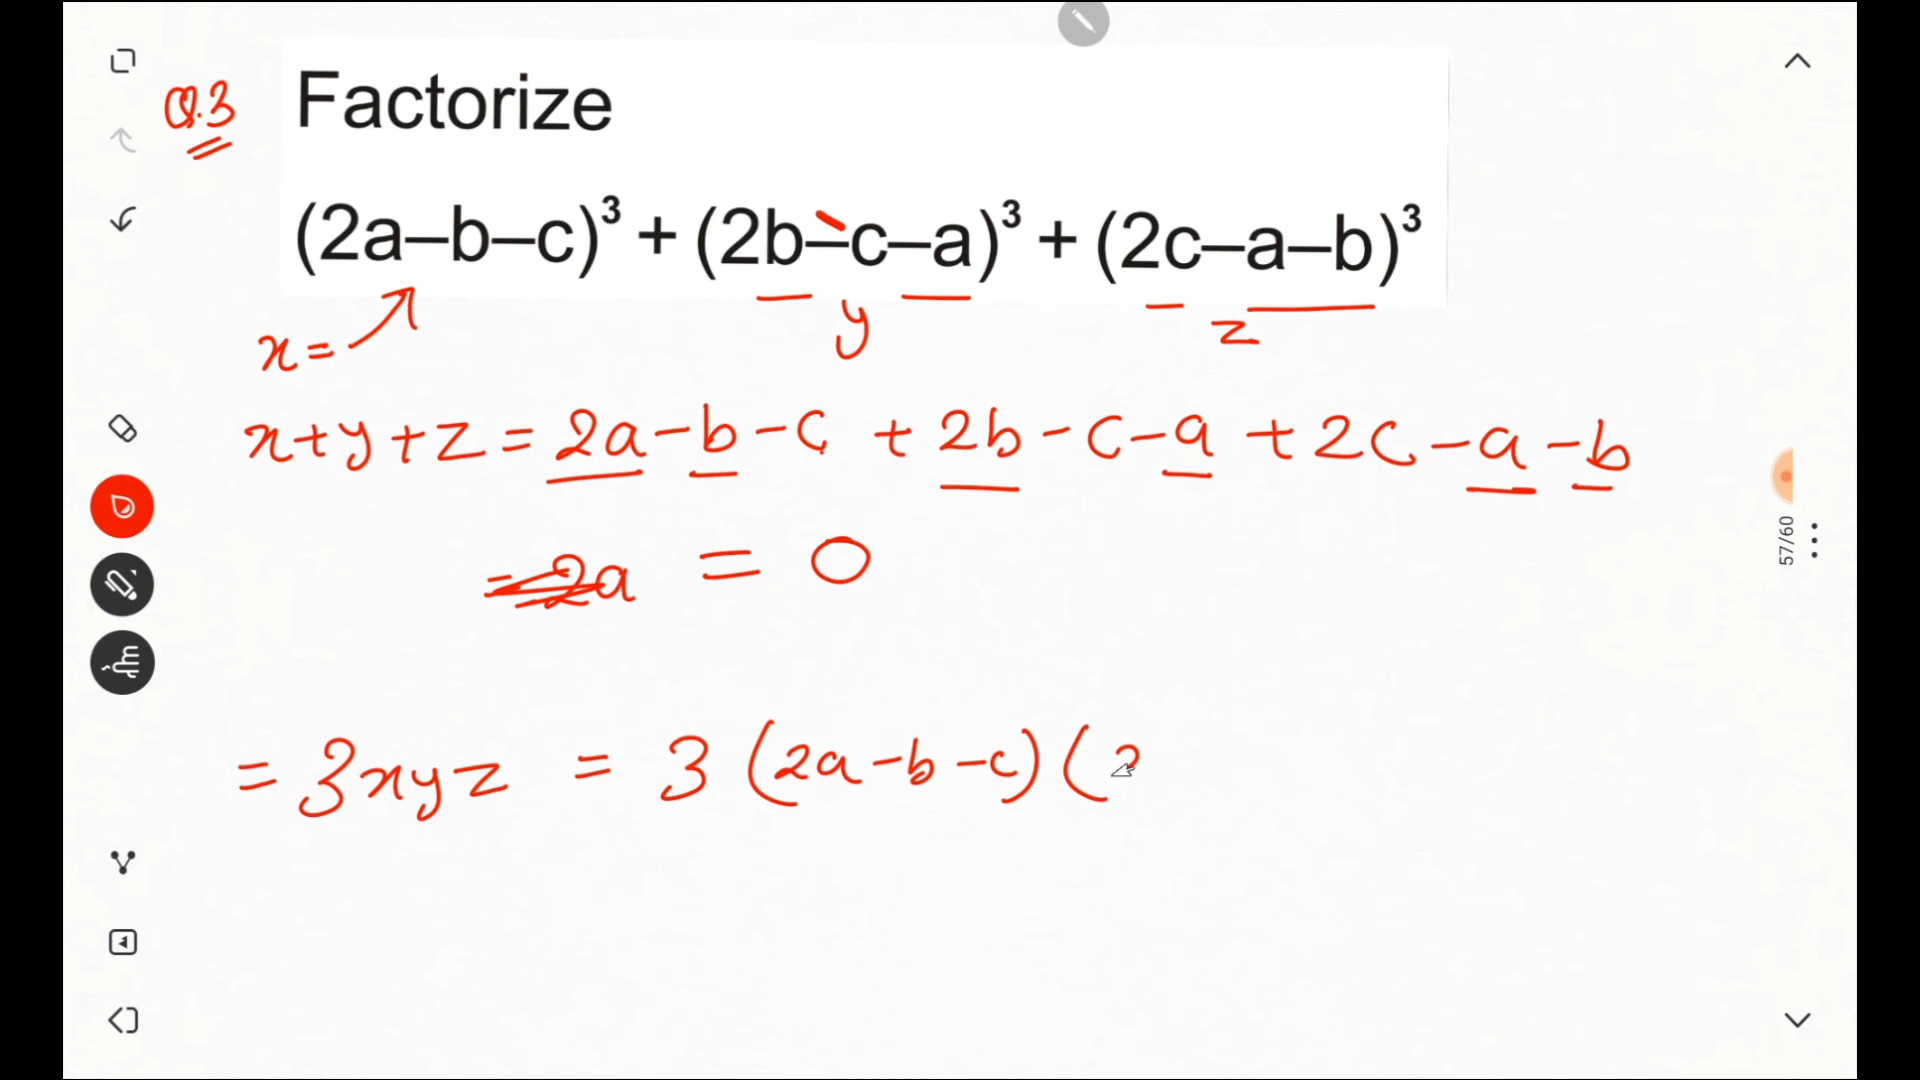 Q.3 Factorize
(2a–b–c)³ + (2b–c–a)³ + (2c–a–b)³
x= y z
x+y+z = 2a-b-c + 2b-c-a + 2c-a-b
=2a = 0
= 3xyz = 3 (2a-b-c) (2
57/60